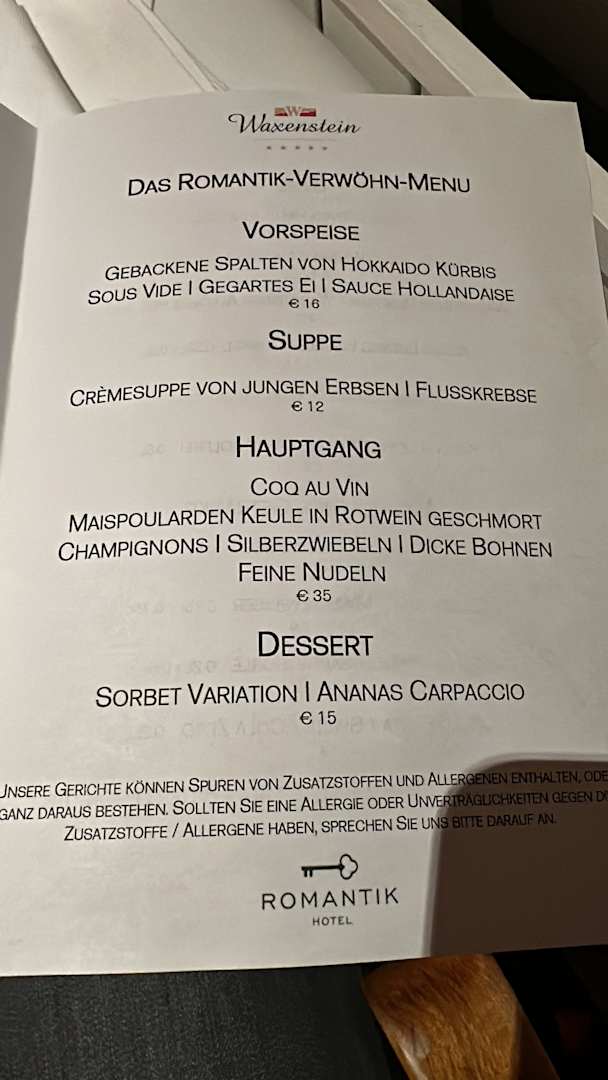 W
Waxenstein
DAS ROMANTIK-VERWÖHN-MENU
VORSPEISE
GEBACKENE SPALTEN VON HOKKAIDO KÜRBIS
SOUS VIDE | GEGARTES EI | SAUCE HOLLANDAISE
€ 16
SUPPE
CRÈMESUPPE VON JUNGEN ERBSEN | FLUSSKREBSE
€ 12
HAUPTGANG
COQ AU VIN
MAISPOULARDEN KEULE IN ROTWEIN GESCHMORT
CHAMPIGNONS | SILBERZWIEBELN | DICKE BOHNEN
FEINE NUDELN
€ 35
DESSERT
SORBET VARIATION | ANANAS CARPACCIO
€ 15
UNSERE GERICHTE KÖNNEN SPUREN VON ZUSATZSTOFFEN UND ALLERGENEN ENTHALTEN, ODE
GANZ DARAUS BESTEHEN. SOLLTEN SIE EINE ALLERGIE ODER UNVERTRÄGLICHKEITEN GEGEN
ZUSATZSTOFFE / ALLERGENE HABEN, SPRECHEN SIE UNS BITTE DARAUF AN.
ROMANTIK
HOTEL